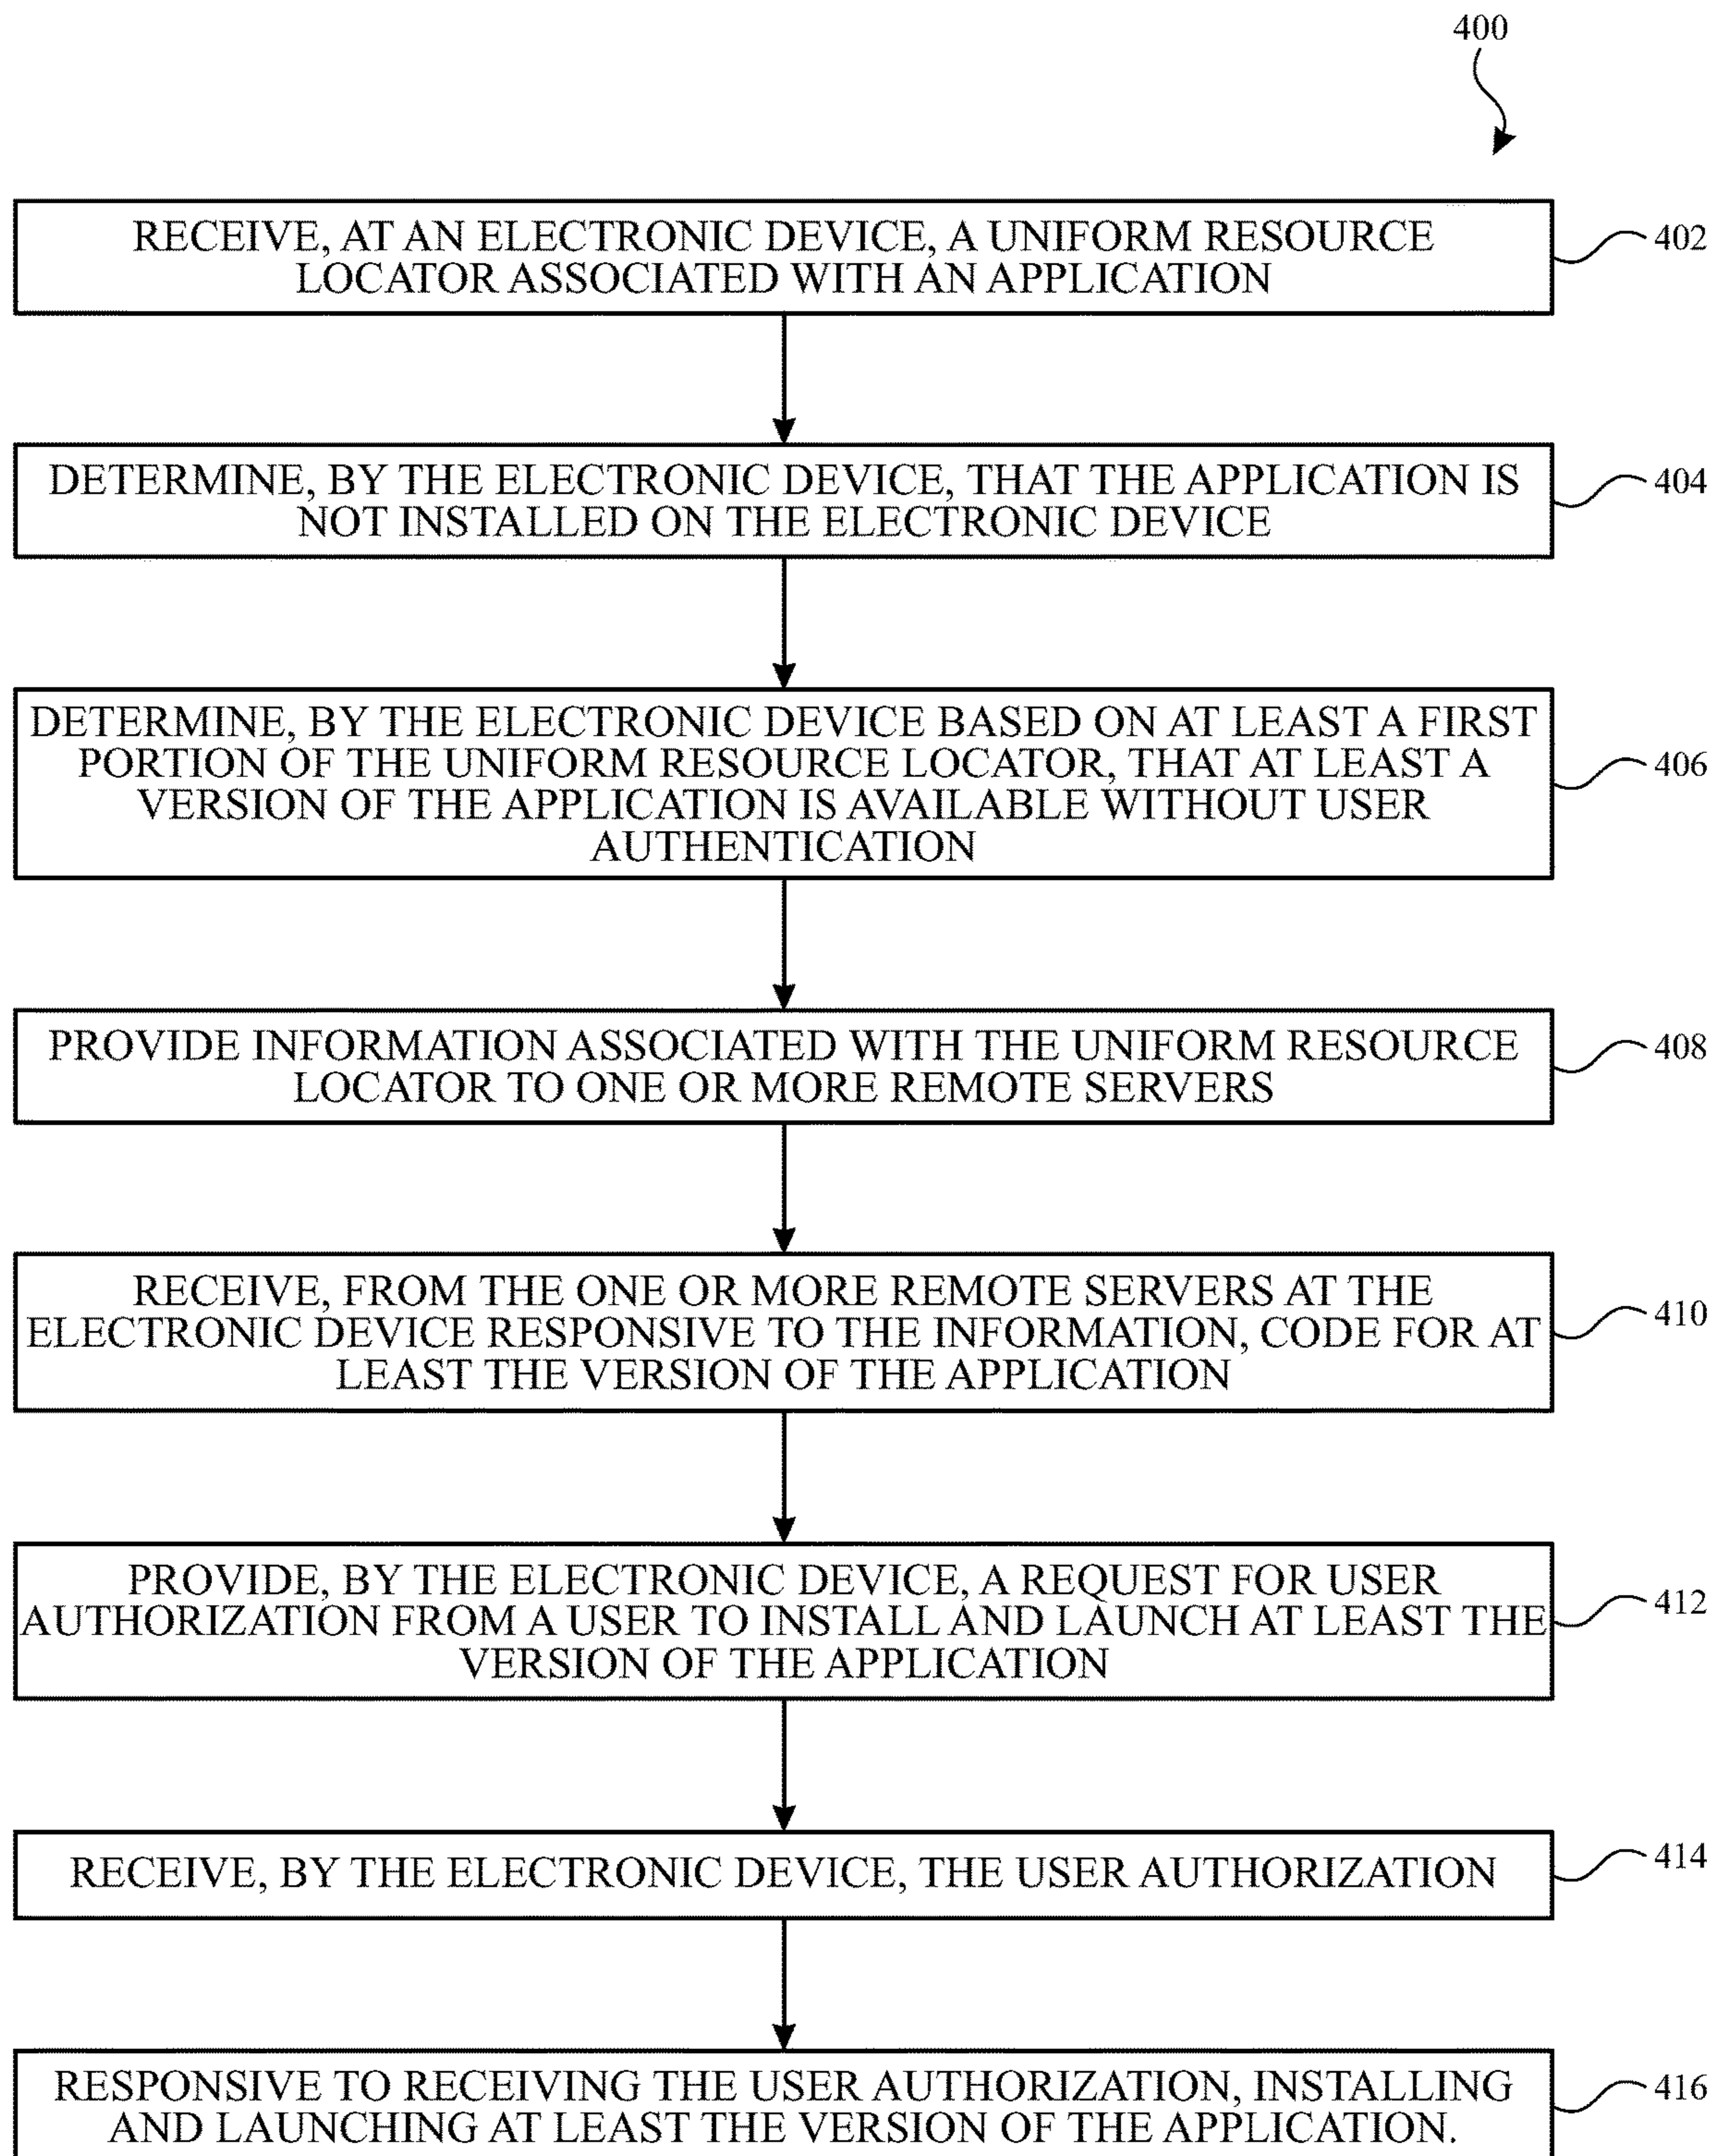 400
RECEIVE, AT AN ELECTRONIC DEVICE, A UNIFORM RESOURCE
LOCATOR ASSOCIATED WITH AN APPLICATION
402
DETERMINE, BY THE ELECTRONIC DEVICE, THAT THE APPLICATION IS
NOT INSTALLED ON THE ELECTRONIC DEVICE
404
DETERMINE, BY THE ELECTRONIC DEVICE BASED ON AT LEAST A FIRST
PORTION OF THE UNIFORM RESOURCE LOCATOR, THAT AT LEAST A
VERSION OF THE APPLICATION IS AVAILABLE WITHOUT USER
AUTHENTICATION
406
PROVIDE INFORMATION ASSOCIATED WITH THE UNIFORM RESOURCE
LOCATOR TO ONE OR MORE REMOTE SERVERS
408
RECEIVE, FROM THE ONE OR MORE REMOTE SERVERS AT THE
ELECTRONIC DEVICE RESPONSIVE TO THE INFORMATION, CODE FOR AT
LEAST THE VERSION OF THE APPLICATION
410
PROVIDE, BY THE ELECTRONIC DEVICE, A REQUEST FOR USER
AUTHORIZATION FROM A USER TO INSTALL AND LAUNCH AT LEAST THE
VERSION OF THE APPLICATION
412
RECEIVE, BY THE ELECTRONIC DEVICE, THE USER AUTHORIZATION
414
RESPONSIVE TO RECEIVING THE USER AUTHORIZATION, INSTALLING
AND LAUNCHING AT LEAST THE VERSION OF THE APPLICATION.
416